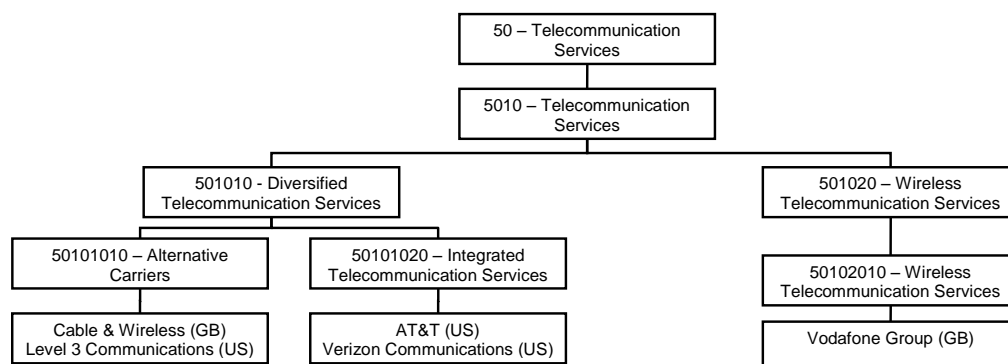 50 – Telecommunication
Services
5010 – Telecommunication
Services
501010 - Diversified
Telecommunication Services
501020 – Wireless
Telecommunication Services
50101010 – Alternative
Carriers
50101020 – Integrated
Telecommunication Services
50102010 – Wireless
Telecommunication Services
Cable & Wireless (GB)
Level 3 Communications (US)
AT&T (US)
Verizon Communications (US)
Vodafone Group (GB)